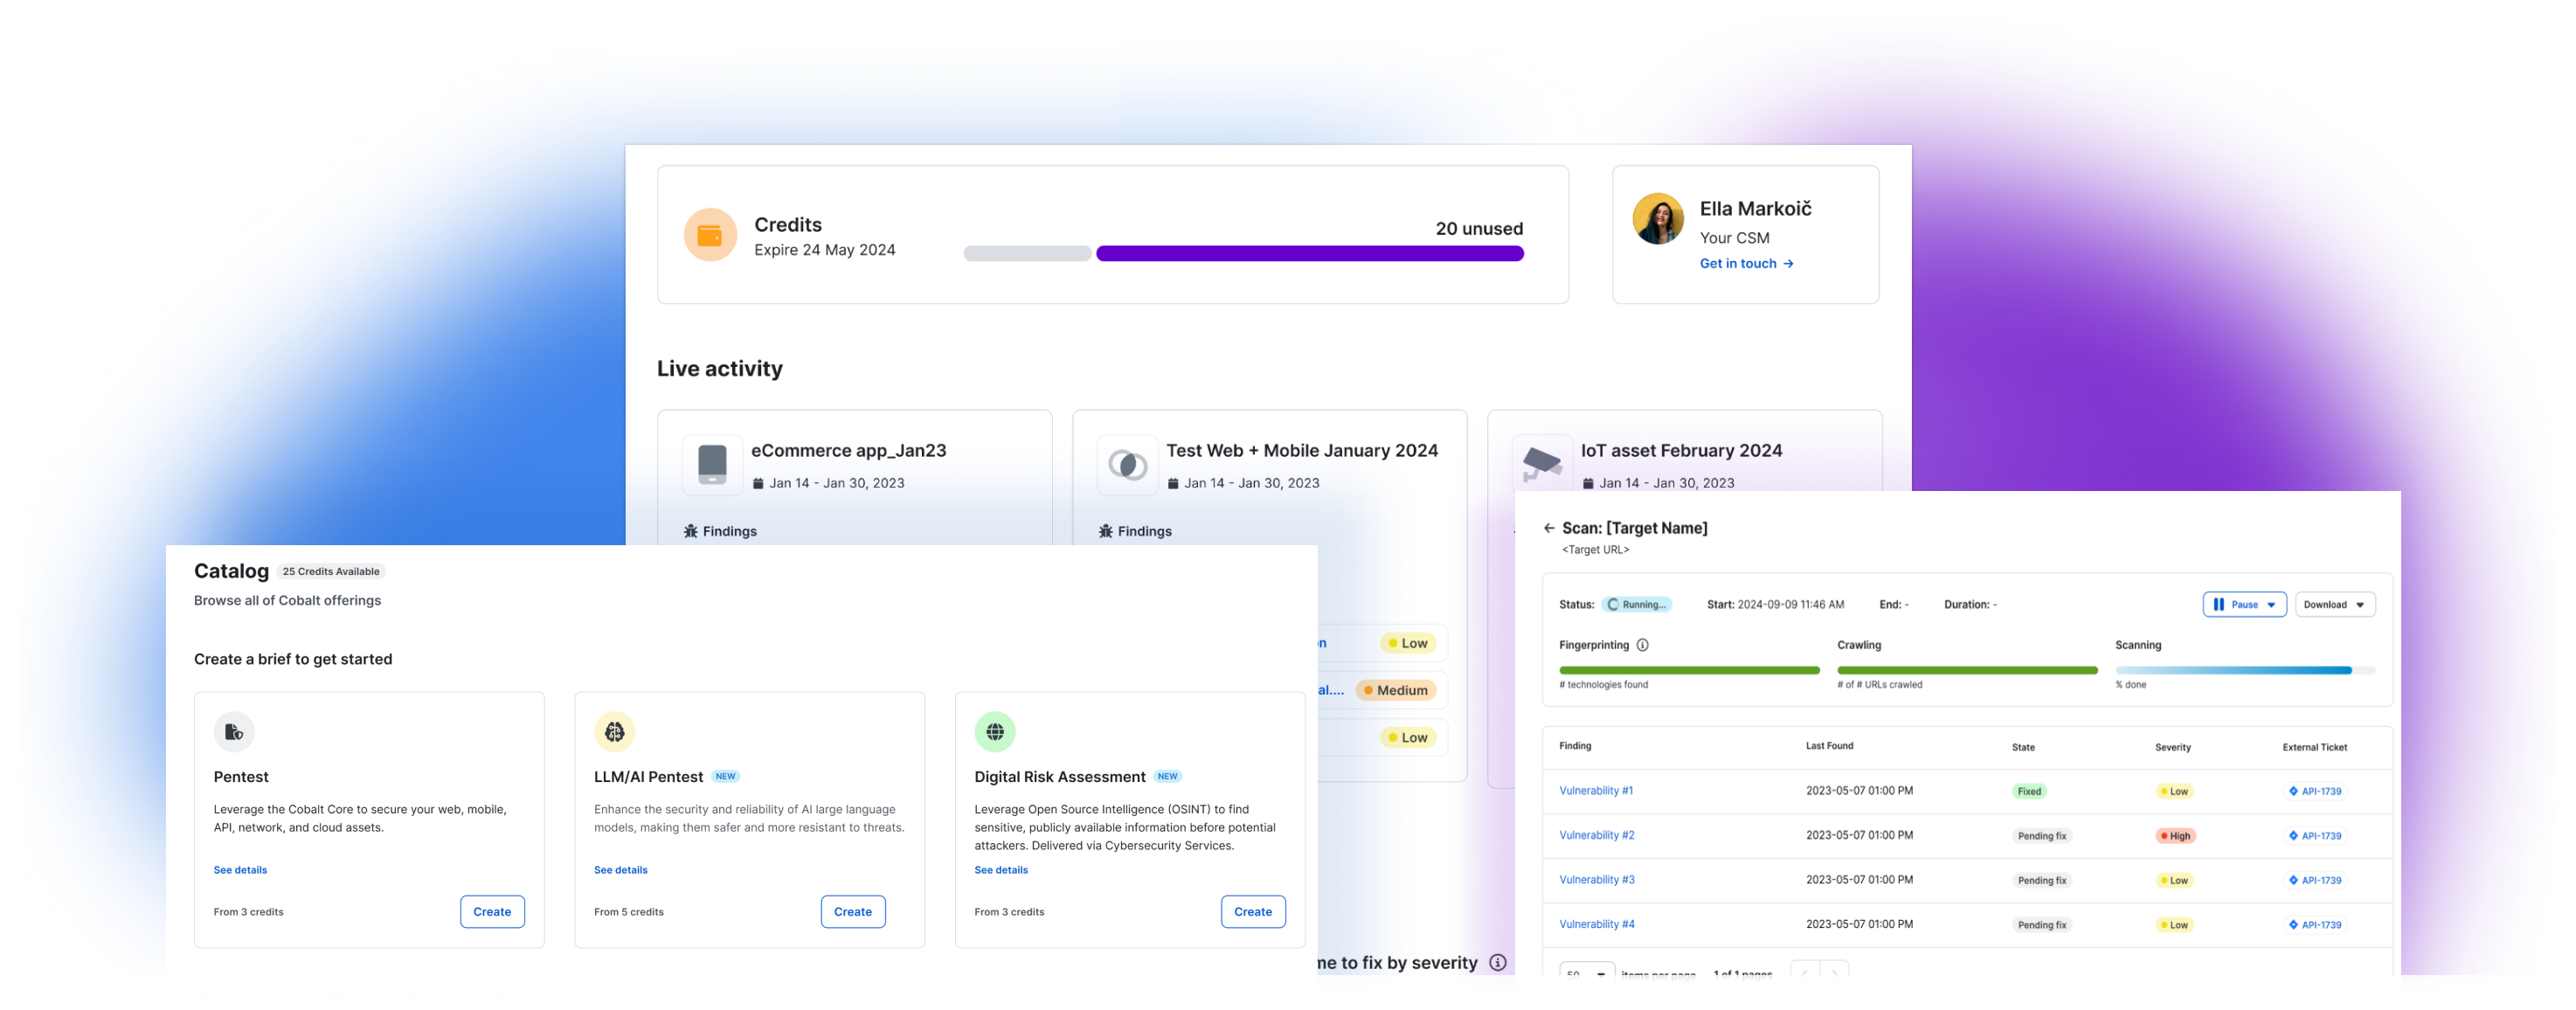 Credits
Expire 24 May 2024
20 unused
Ella Markoič
Your CSM
Get in touch →
Live activity
eCommerce app_Jan23
Jan 14 - Jan 30, 2023
Findings
Test Web + Mobile January 2024
Jan 14 - Jan 30, 2023
Findings
Low
al.... Medium
Low
me to fix by severity
IoT asset February 2024
Jan 14 - Jan 30, 2023
Catalog 25 Credits Available
Browse all of Cobalt offerings
Create a brief to get started
Pentest
Leverage the Cobalt Core to secure your web, mobile,
API, network, and cloud assets.
See details
From 3 credits
Create
LLM/AI Pentest NEW
Enhance the security and reliability of AI large language
models, making them safer and more resistant to threats.
See details
From 5 credits
Create
Digital Risk Assessment NEW
Leverage Open Source Intelligence (OSINT) to find
sensitive, publicly available information before potential
attackers. Delivered via Cybersecurity Services.
See details
From 3 credits
Create
← Scan: [Target Name]
<Target URL>
Status: Running... Start: 2024-09-09 11:46 AM End: - Duration: - Pause Download
Fingerprinting Crawling Scanning
# technologies found # of # URLs crawled % done
Finding Last Found State Severity External Ticket
Vulnerability #1 2023-05-07 01:00 PM Fixed Low API-1739
Vulnerability #2 2023-05-07 01:00 PM Pending fix High API-1739
Vulnerability #3 2023-05-07 01:00 PM Pending fix Low API-1739
Vulnerability #4 2023-05-07 01:00 PM Pending fix Low API-1739
50 items per page 1 of 1 pages